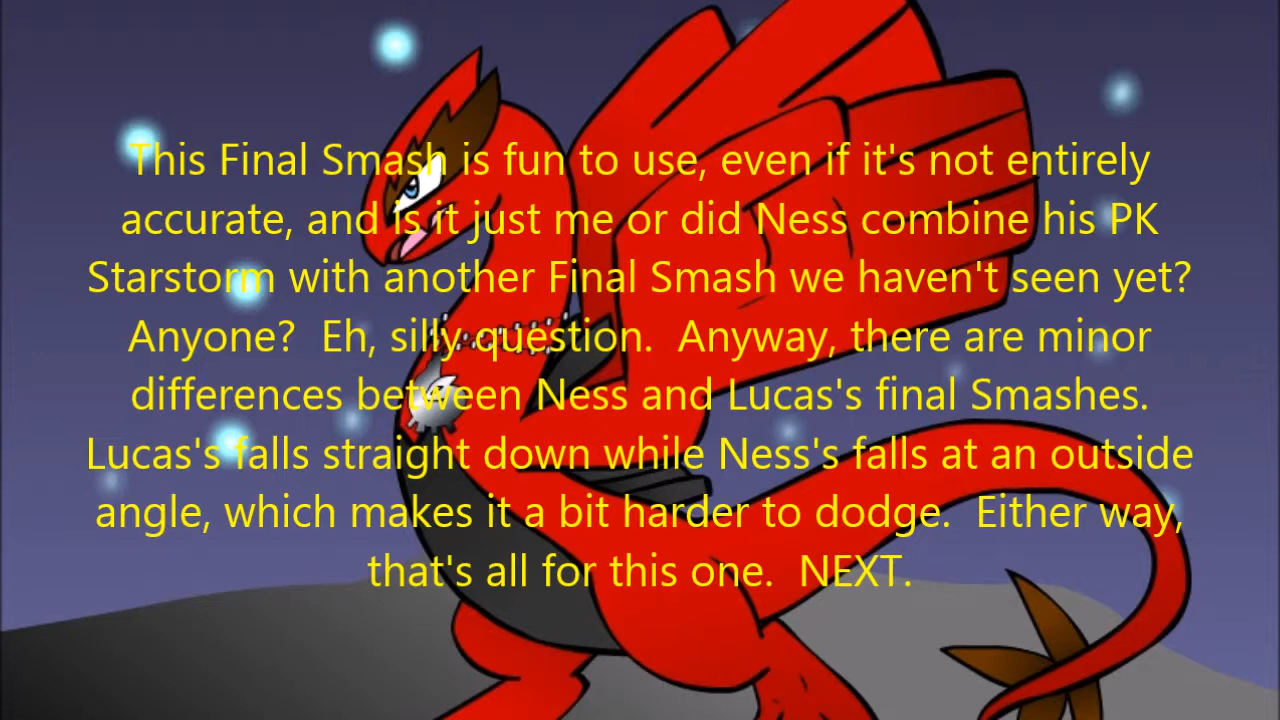 This Final Smash is fun to use, even if it's not entirely
accurate, and is it just me or did Ness combine his PK
Starstorm with another Final Smash we haven't seen yet?
Anyone?  Eh, silly question.  Anyway, there are minor
differences between Ness and Lucas's final Smashes.
Lucas's falls straight down while Ness's falls at an outside
angle, which makes it a bit harder to dodge.  Either way,
that's all for this one.  NEXT.